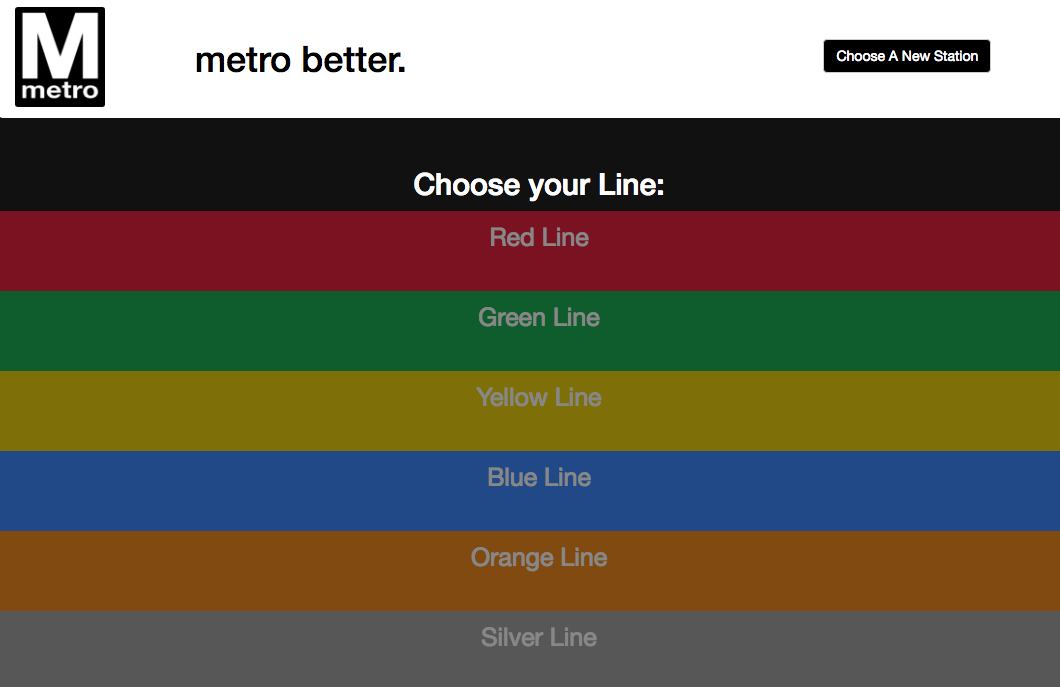 M
metro
metro better.
Choose A New Station
Choose your Line:
Red Line
Green Line
Yellow Line
Blue Line
Orange Line
Silver Line